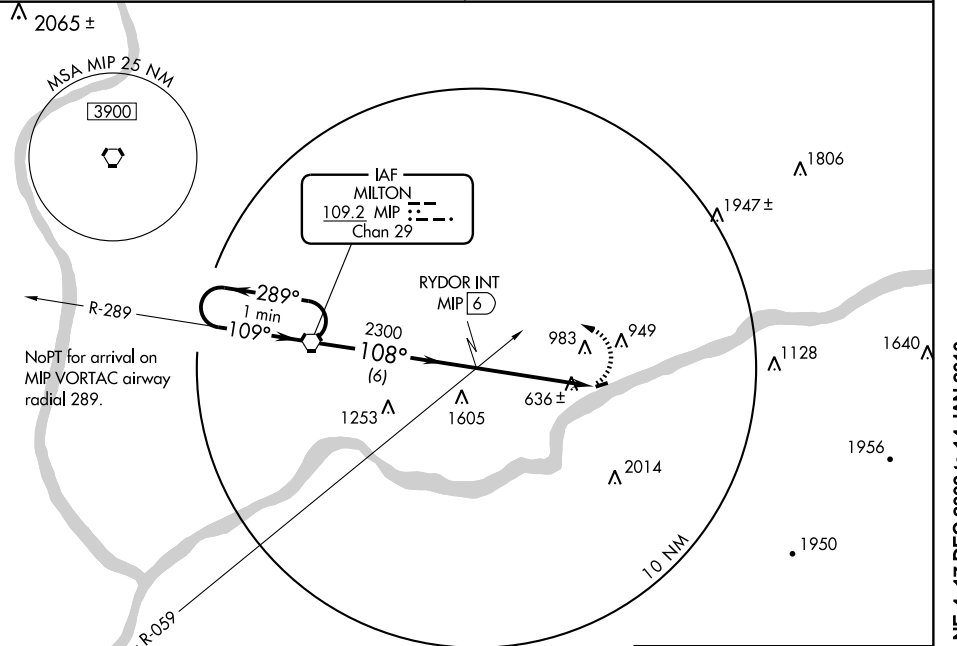 2065 ±
MSA MIP 25 NM
3900
IAF
MILTON
109.2 MIP
Chan 29
1806
1947 ±
RYDOR INT
MIP 6
R-289
289°
1 min
109°
2300
108°
(6)
983
949
NoPT for arrival on
MIP VORTAC airway
radial 289.
1128
1640
636 ±
1253
1605
1956
2014
1950
10 NM
R-059